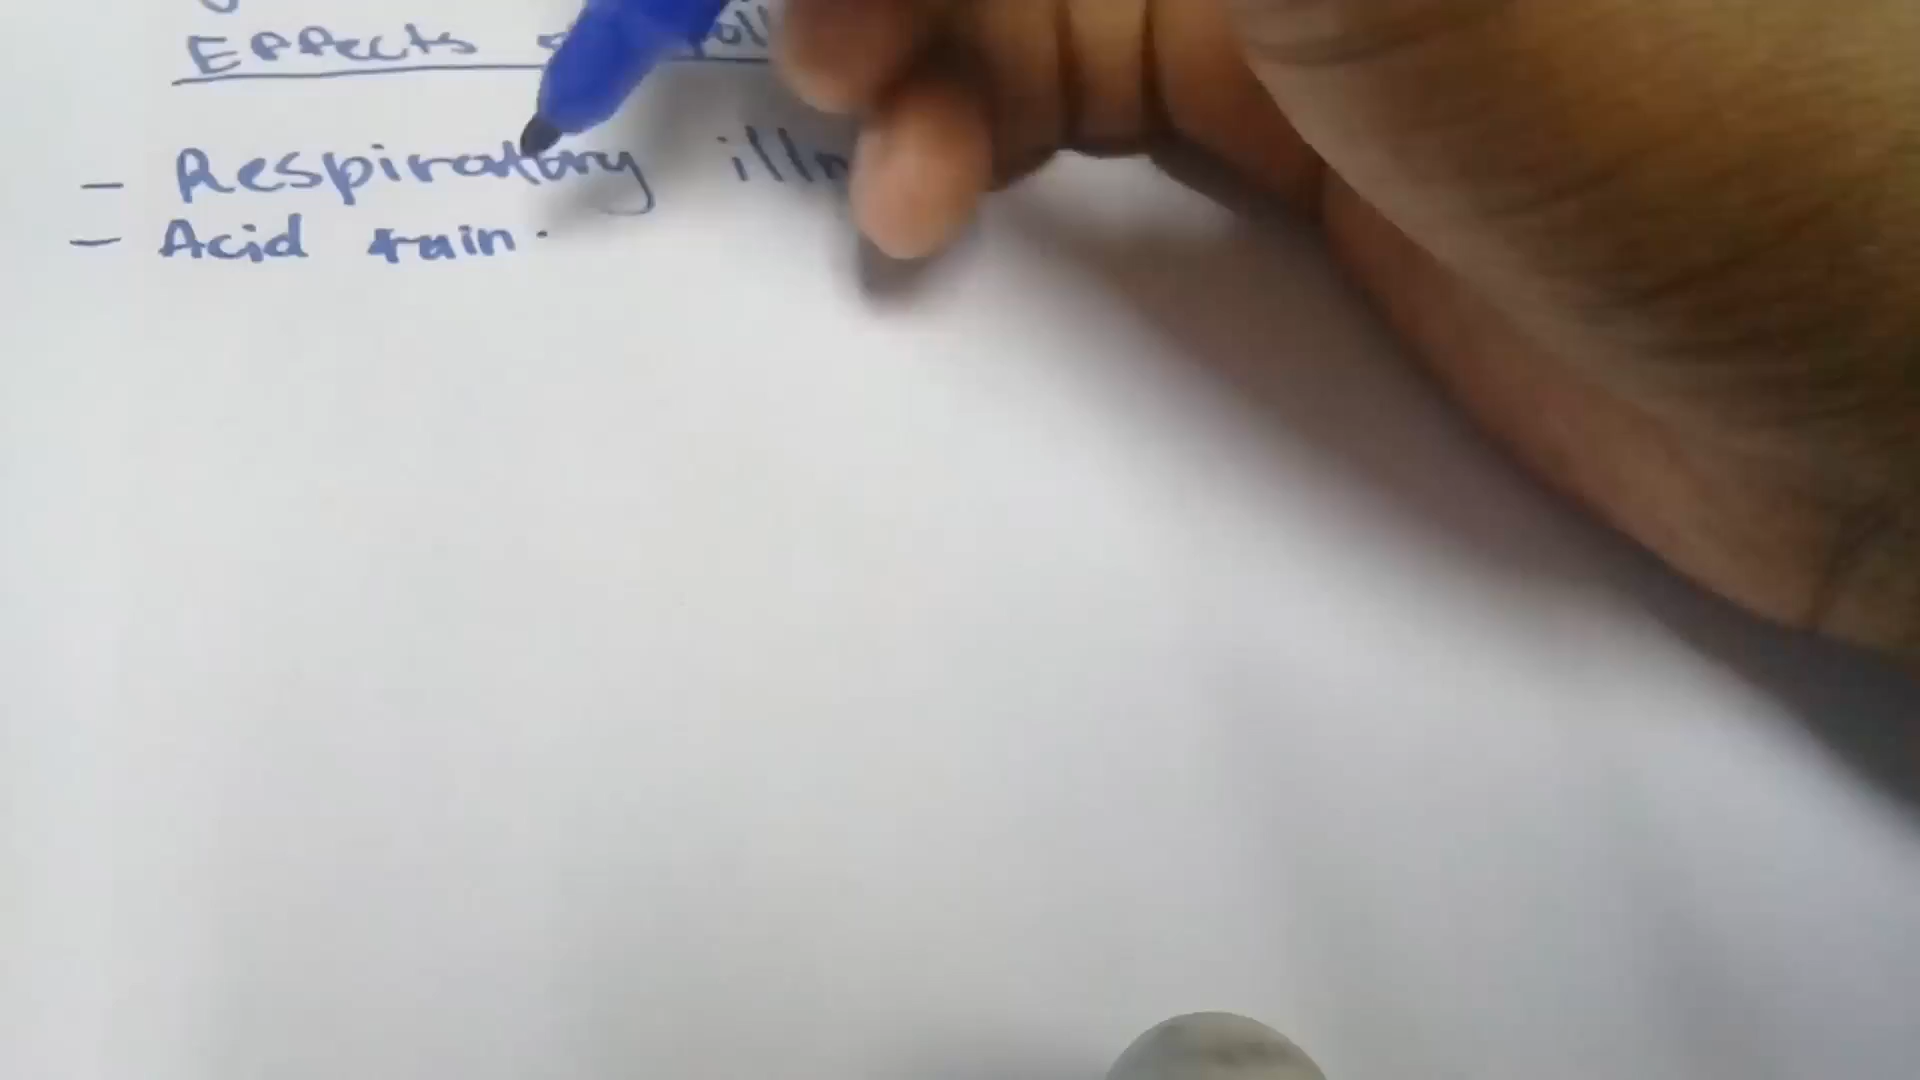 Effects
- Respiratory
- Acid rain.